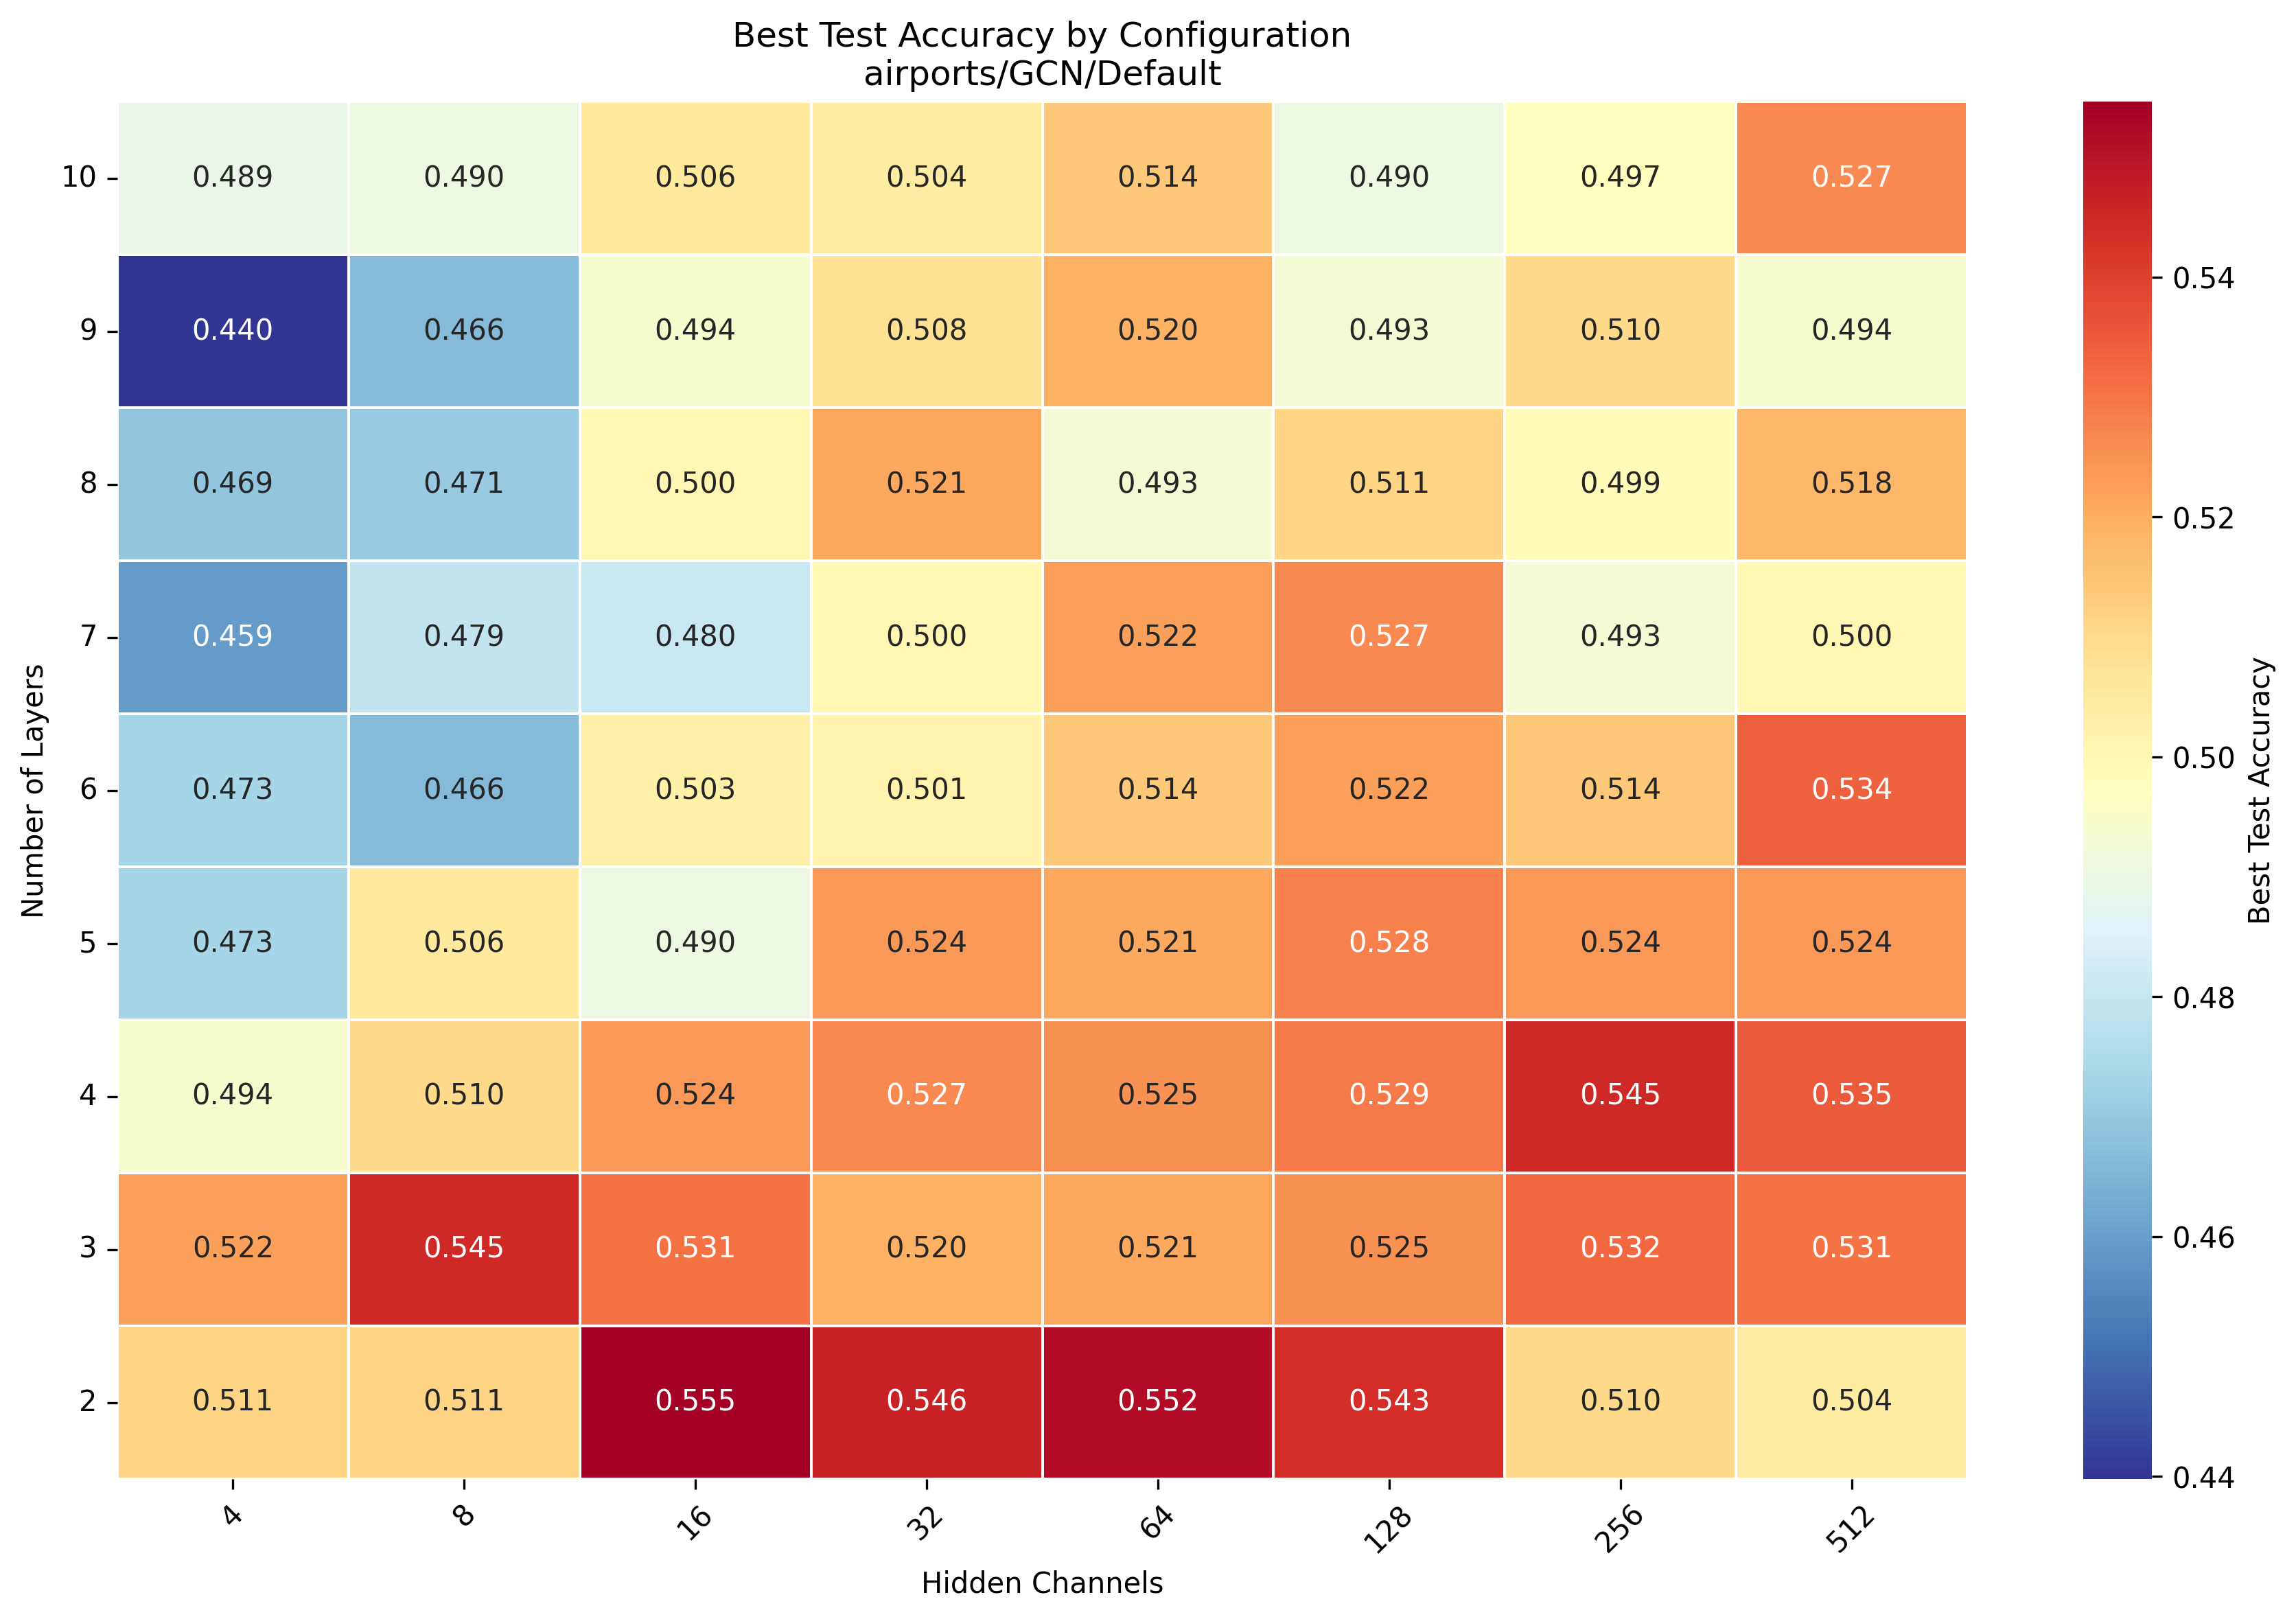 Best Test Accuracy by Configuration
airports/GCN/Default
10 0.489 0.490 0.506 0.504 0.514 0.490 0.497 0.527
9 0.440 0.466 0.494 0.508 0.520 0.493 0.510 0.494
8 0.469 0.471 0.500 0.521 0.493 0.511 0.499 0.518
7 0.459 0.479 0.480 0.500 0.522 0.527 0.493 0.500
6 0.473 0.466 0.503 0.501 0.514 0.522 0.514 0.534
5 0.473 0.506 0.490 0.524 0.521 0.528 0.524 0.524
4 0.494 0.510 0.524 0.527 0.525 0.529 0.545 0.535
3 0.522 0.545 0.531 0.520 0.521 0.525 0.532 0.531
2 0.511 0.511 0.555 0.546 0.552 0.543 0.510 0.504
4 8 16 32 64 128 256 512
Hidden Channels
Number of Layers
0.54
0.52
0.50
0.48
0.46
0.44
Best Test Accuracy